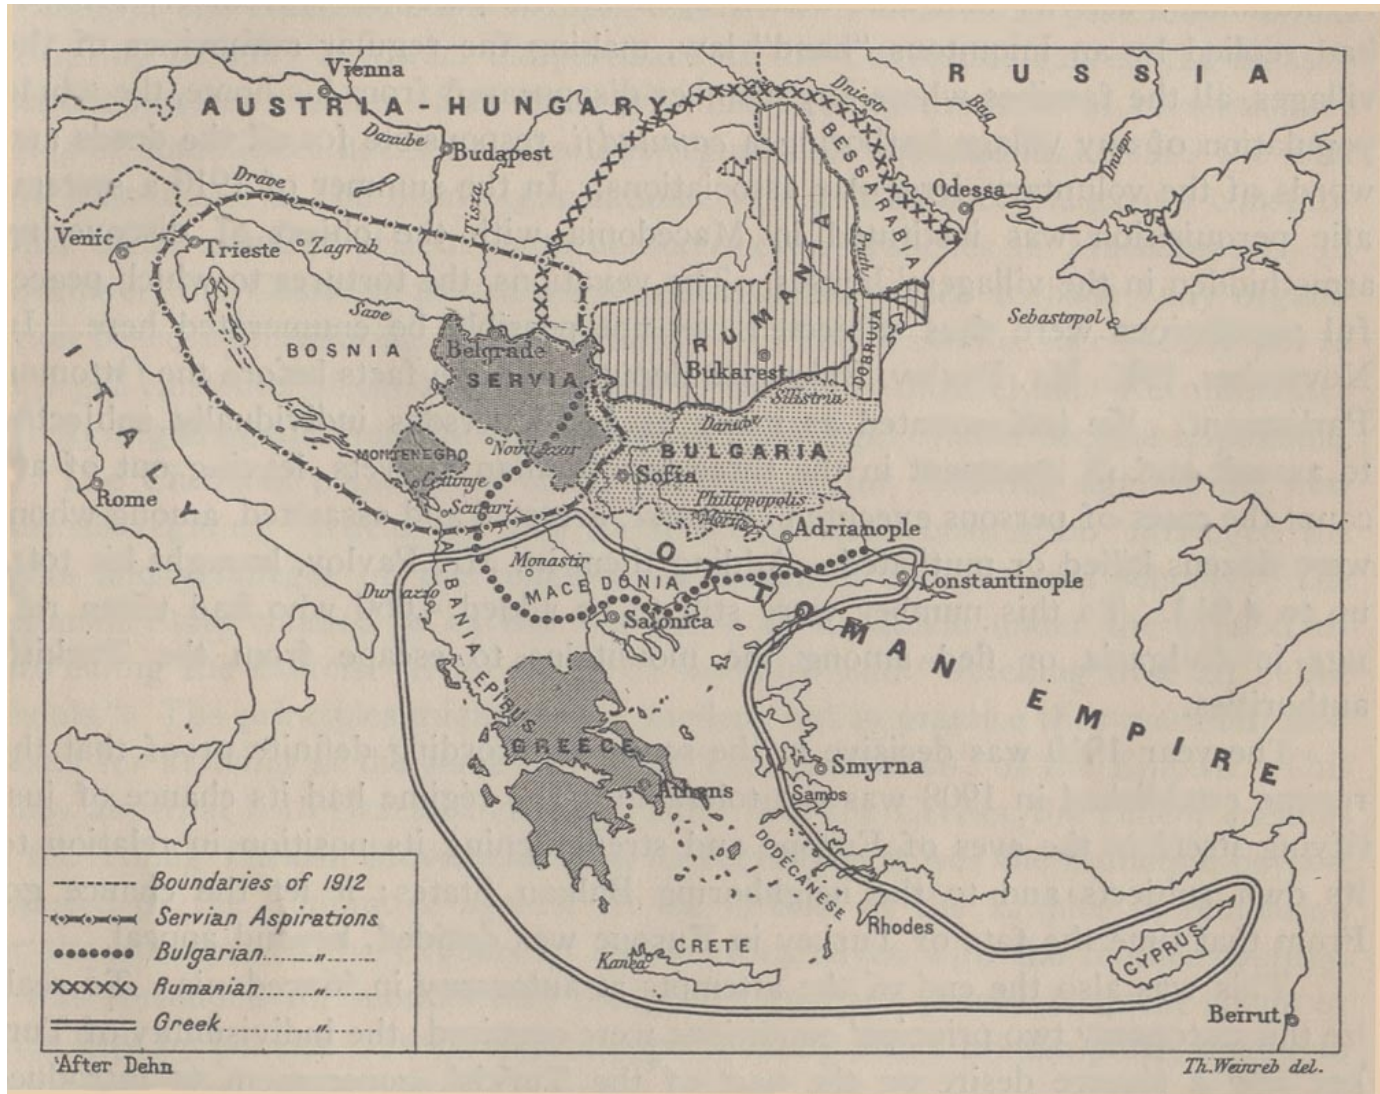 Vienna
AUSTRIA-HUNGARY
RUSSIA
Dniestr
Bug
Dniepr
Danube
Budapest
BESSARABIA
Drave
Tisza
Odessa
Venic
Trieste
Zagrab
Pruth
Save
Sebastopol
ITALY
BOSNIA
Belgrade
SERVIA
RUMANIA
Bukarest
DOBRUJA
Silistria
Danube
BULGARIA
MONTENEGRO
Novibazar
Cettinje
Sofia
Rome
Scutari
Philippopolis
Maritza
Adrianople
OTTOMAN EMPIRE
Monastir
MACEDONIA
Constantinople
Durazzo
ALBANIA
Salonica
EPIRUS
GREECE
Athens
Smyrna
Samos
DODECANESE
Rhodes
CRETE
Kanea
CYPRUS
Beirut
Boundaries of 1912
Servian Aspirations
Bulgarian "
Rumanian "
Greek "
After Dehn
Th. Weinreb del.